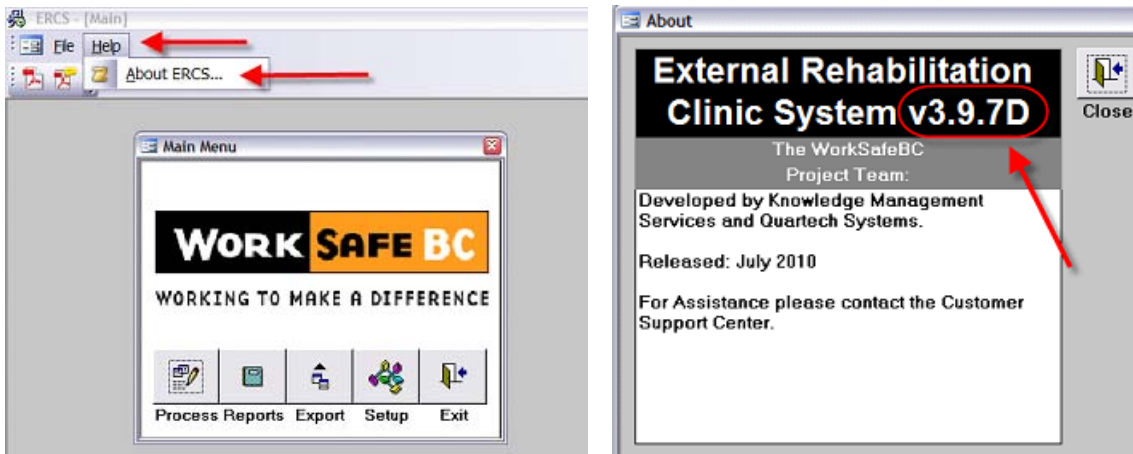 ERCS - [Main]
File Help
About ERCS...
Main Menu
WORK SAFE BC
WORKING TO MAKE A DIFFERENCE
Process Reports Export Setup Exit
About
External Rehabilitation
Clinic System v3.9.7D
Close
The WorkSafeBC
Project Team:
Developed by Knowledge Management
Services and Quartech Systems.
Released: July 2010
For Assistance please contact the Customer
Support Center.